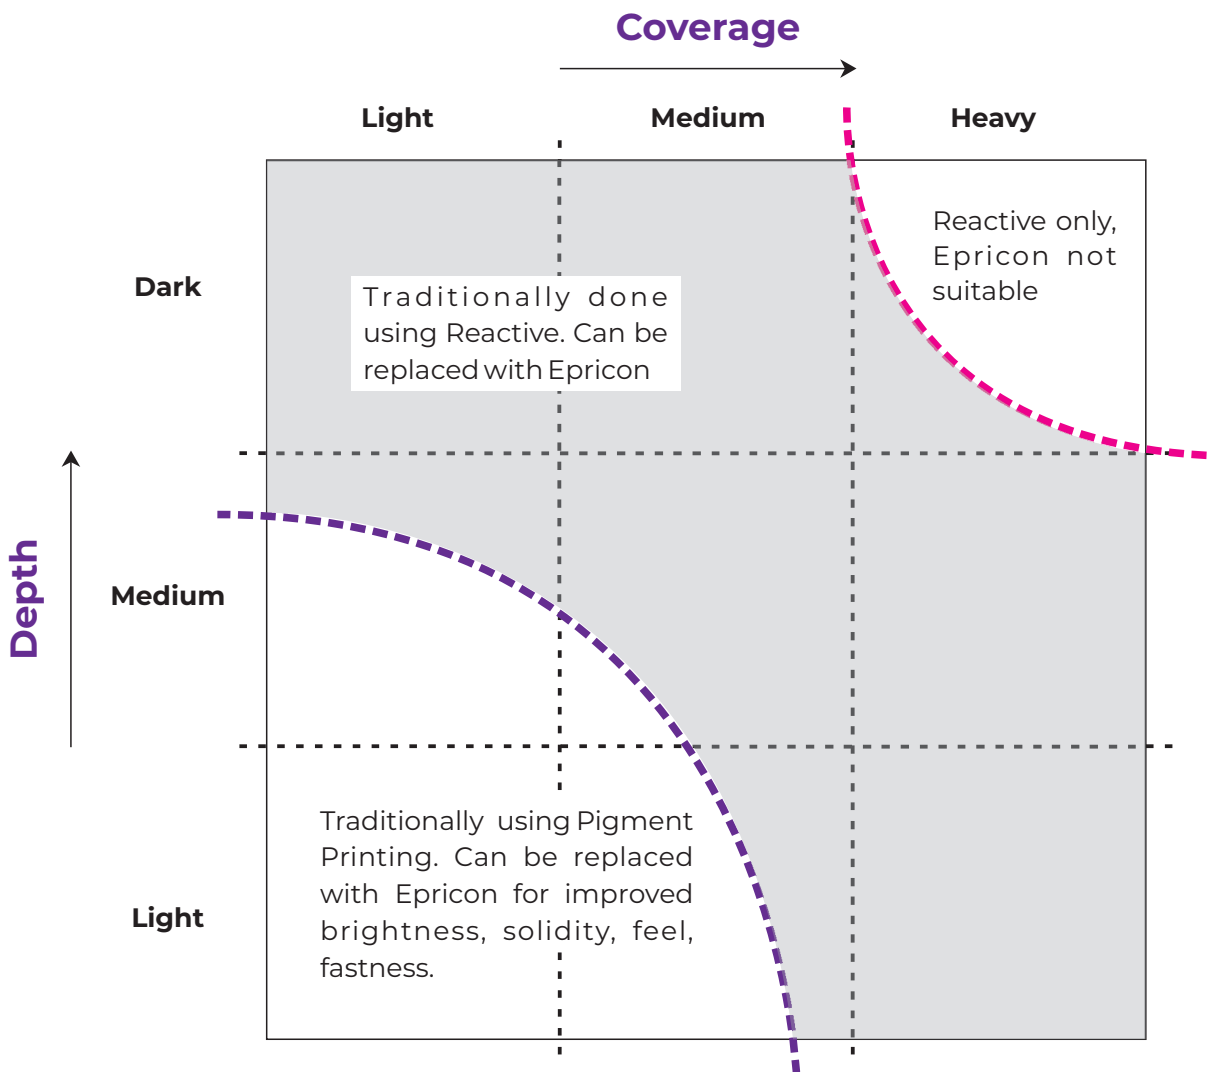 Coverage
Light
Medium
Heavy
Reactive only,
Epricon not
suitable
Dark
Traditionally done
using Reactive. Can be
replaced with Epricon
Depth
Medium
Traditionally using Pigment
Printing. Can be replaced
with Epricon for improved
brightness, solidity, feel,
fastness.
Light